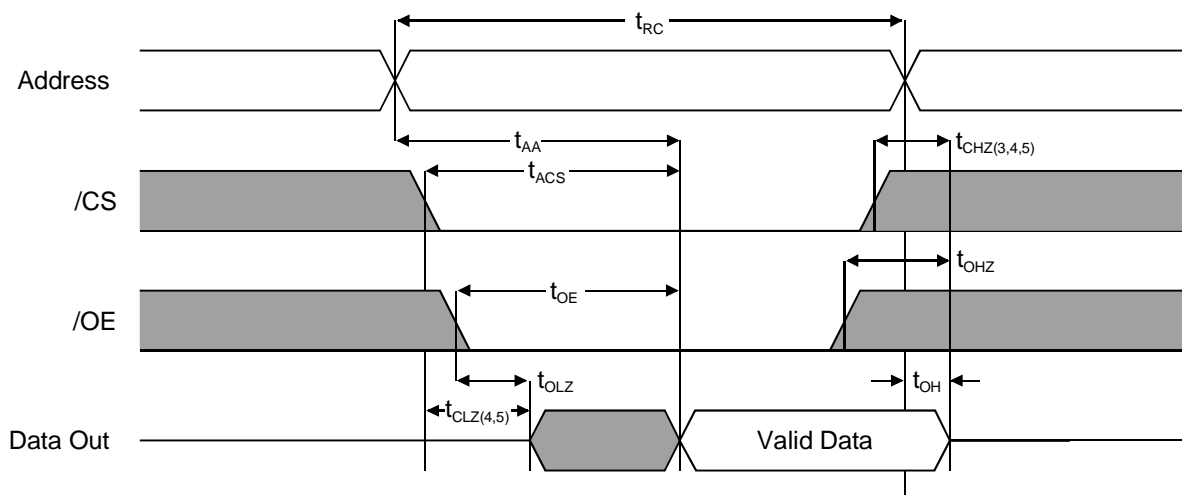 tRC
Address
tAA
tCHZ(3,4,5)
tACS
/CS
tOHZ
tOE
/OE
tOLZ
tOH
tCLZ(4,5)
Data Out
Valid Data